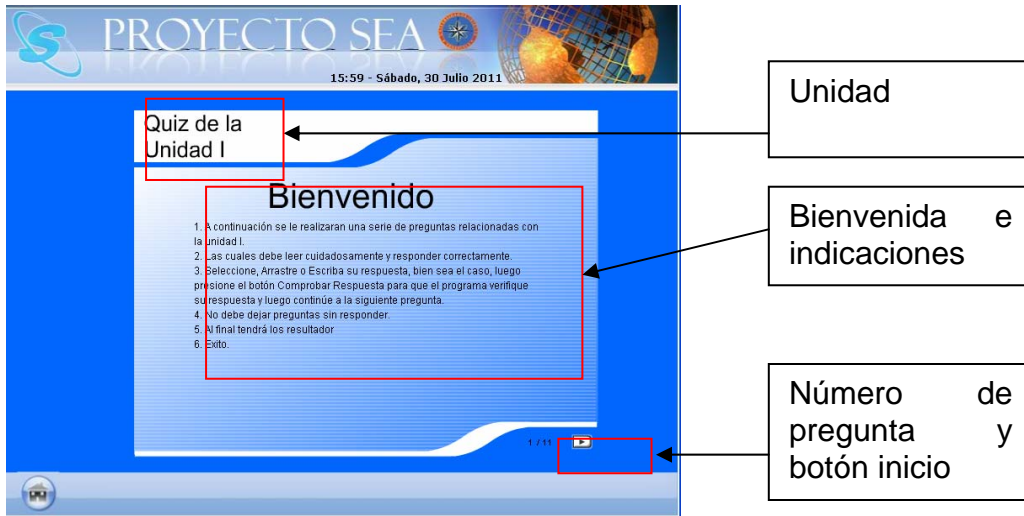 PROYECTO SEA
15:59 - Sábado, 30 Julio 2011
Quiz de la
Unidad I
Bienvenido
1. A continuación se le realizaran una serie de preguntas relacionadas con
la unidad I.
2. Las cuales debe leer cuidadosamente y responder correctamente.
3. Seleccione, Arrastre o Escriba su respuesta, bien sea el caso, luego
presione el botón Comprobar Respuesta para que el programa verifique
su respuesta y luego continúe a la siguiente pregunta.
4. No debe dejar preguntas sin responder.
5. Al final tendrá los resultador
6. Exito.
1 / 11
Unidad
Bienvenida e
indicaciones
Número de
pregunta y
botón inicio